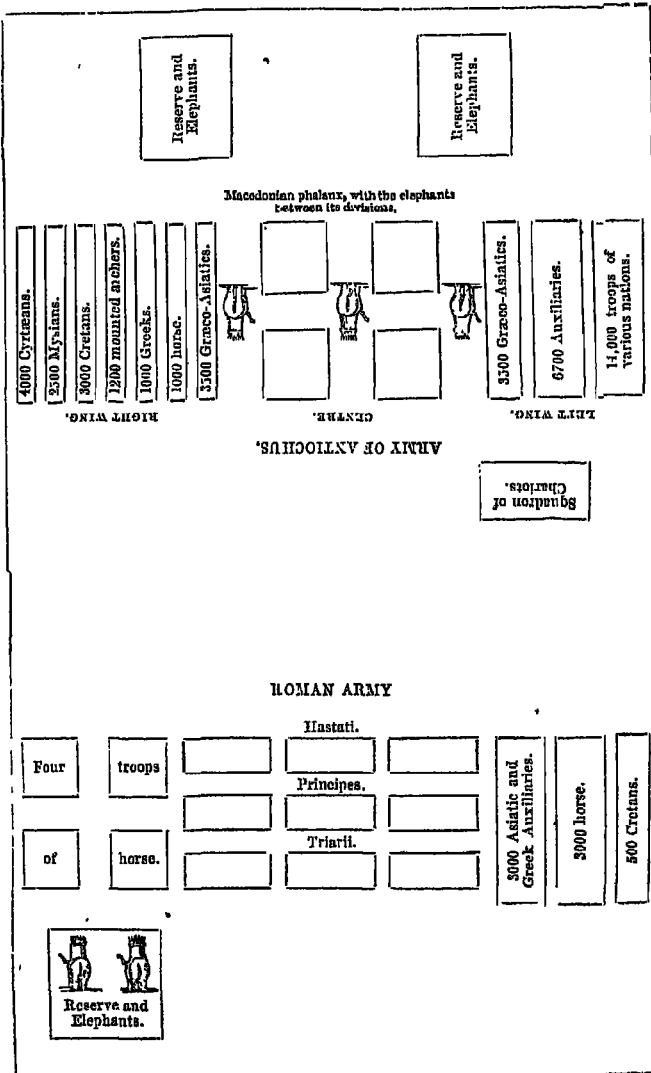 Reserve and
Elephants.
Reserve and
Elephants.
Macedonian phalanx, with the elephants
between its divisions.
4000 Cyrtæans.
2500 Mysians.
3000 Cretans.
1200 mounted archers.
1000 Greeks.
1000 horse.
3500 Græco-Asiatics.
3500 Græco-Asiatics.
6700 Auxiliaries.
14,000 troops of
various nations.
RIGHT WING.
CENTRE.
LEFT WING.
ARMY OF ANTIOCHUS.
Squadron of
Chariots.
ROMAN ARMY
Hastati.
Four
troops
Principes.
Triarii.
of
horse.
3000 Asiatic and
Greek Auxiliaries.
3000 horse.
500 Cretans.
Reserve and
Elephants.